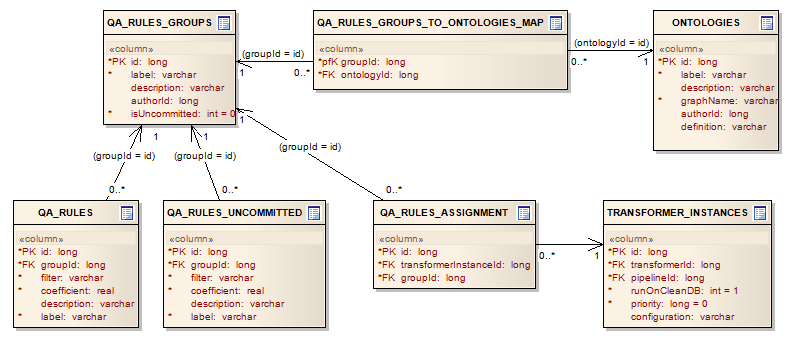 QA_RULES_GROUPS
«column»
*PK id: long
* label: varchar
description: varchar
authorId: long
* isUncommitted: int = 0
QA_RULES_GROUPS_TO_ONTOLOGIES_MAP
«column»
*pfK groupId: long
*FK ontologyId: long
ONTOLOGIES
«column»
*PK id: long
* label: varchar
description: varchar
* graphName: varchar
authorId: long
definition: varchar
(groupId = id)
1
0..*
(ontologyId = id)
0..*
1
1
(groupId = id)
0..*
1
(groupId = id)
0..*
1
(groupId = id)
0..*
QA_RULES
«column»
*PK id: long
*FK groupId: long
* filter: varchar
* coefficient: real
description: varchar
* label: varchar
QA_RULES_UNCOMMITTED
«column»
*PK id: long
*FK groupId: long
* filter: varchar
* coefficient: real
description: varchar
* label: varchar
QA_RULES_ASSIGNMENT
«column»
*PK id: long
*FK transformerInstanceId: long
*FK groupId: long
0..*
1
TRANSFORMER_INSTANCES
«column»
*PK id: long
*FK transformerId: long
*FK pipelineId: long
* runOnCleanDB: int = 1
* priority: long = 0
configuration: varchar